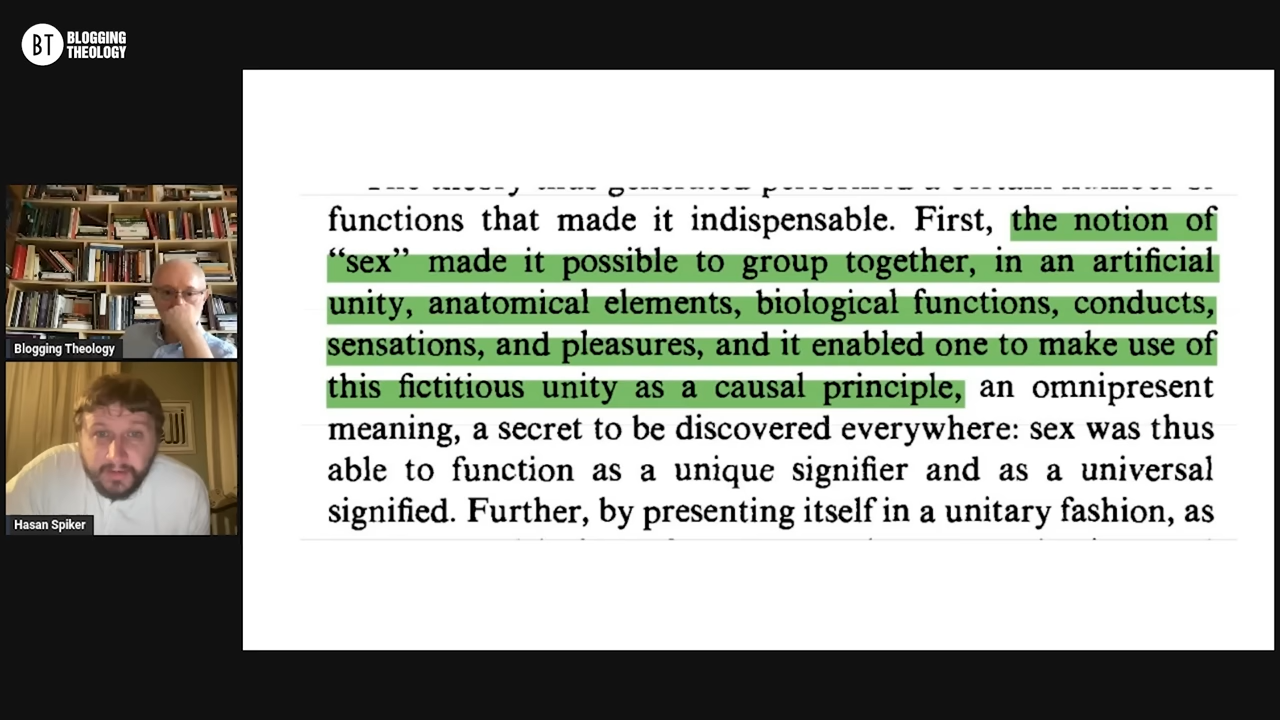 BT BLOGGING
THEOLOGY
Blogging Theology
Hasan Spiker
functions that made it indispensable. First, the notion of
“sex” made it possible to group together, in an artificial
unity, anatomical elements, biological functions, conducts,
sensations, and pleasures, and it enabled one to make use of
this fictitious unity as a causal principle, an omnipresent
meaning, a secret to be discovered everywhere: sex was thus
able to function as a unique signifier and as a universal
signified. Further, by presenting itself in a unitary fashion, as